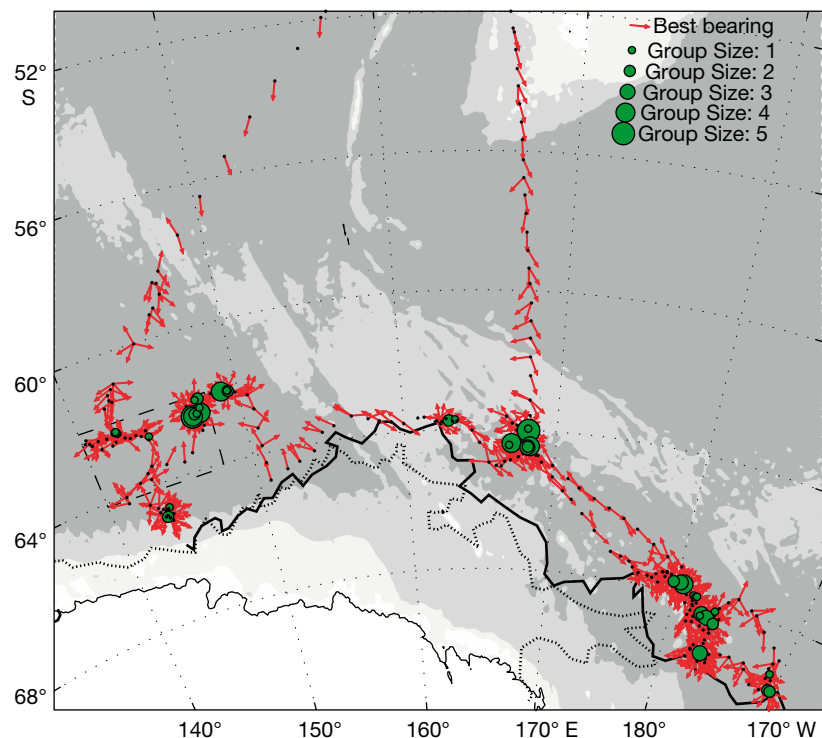 Best bearing
Group Size: 1
Group Size: 2
Group Size: 3
Group Size: 4
Group Size: 5
52°
S
56°
60°
64°
68°
140°
150°
160°
170° E
180°
170° W